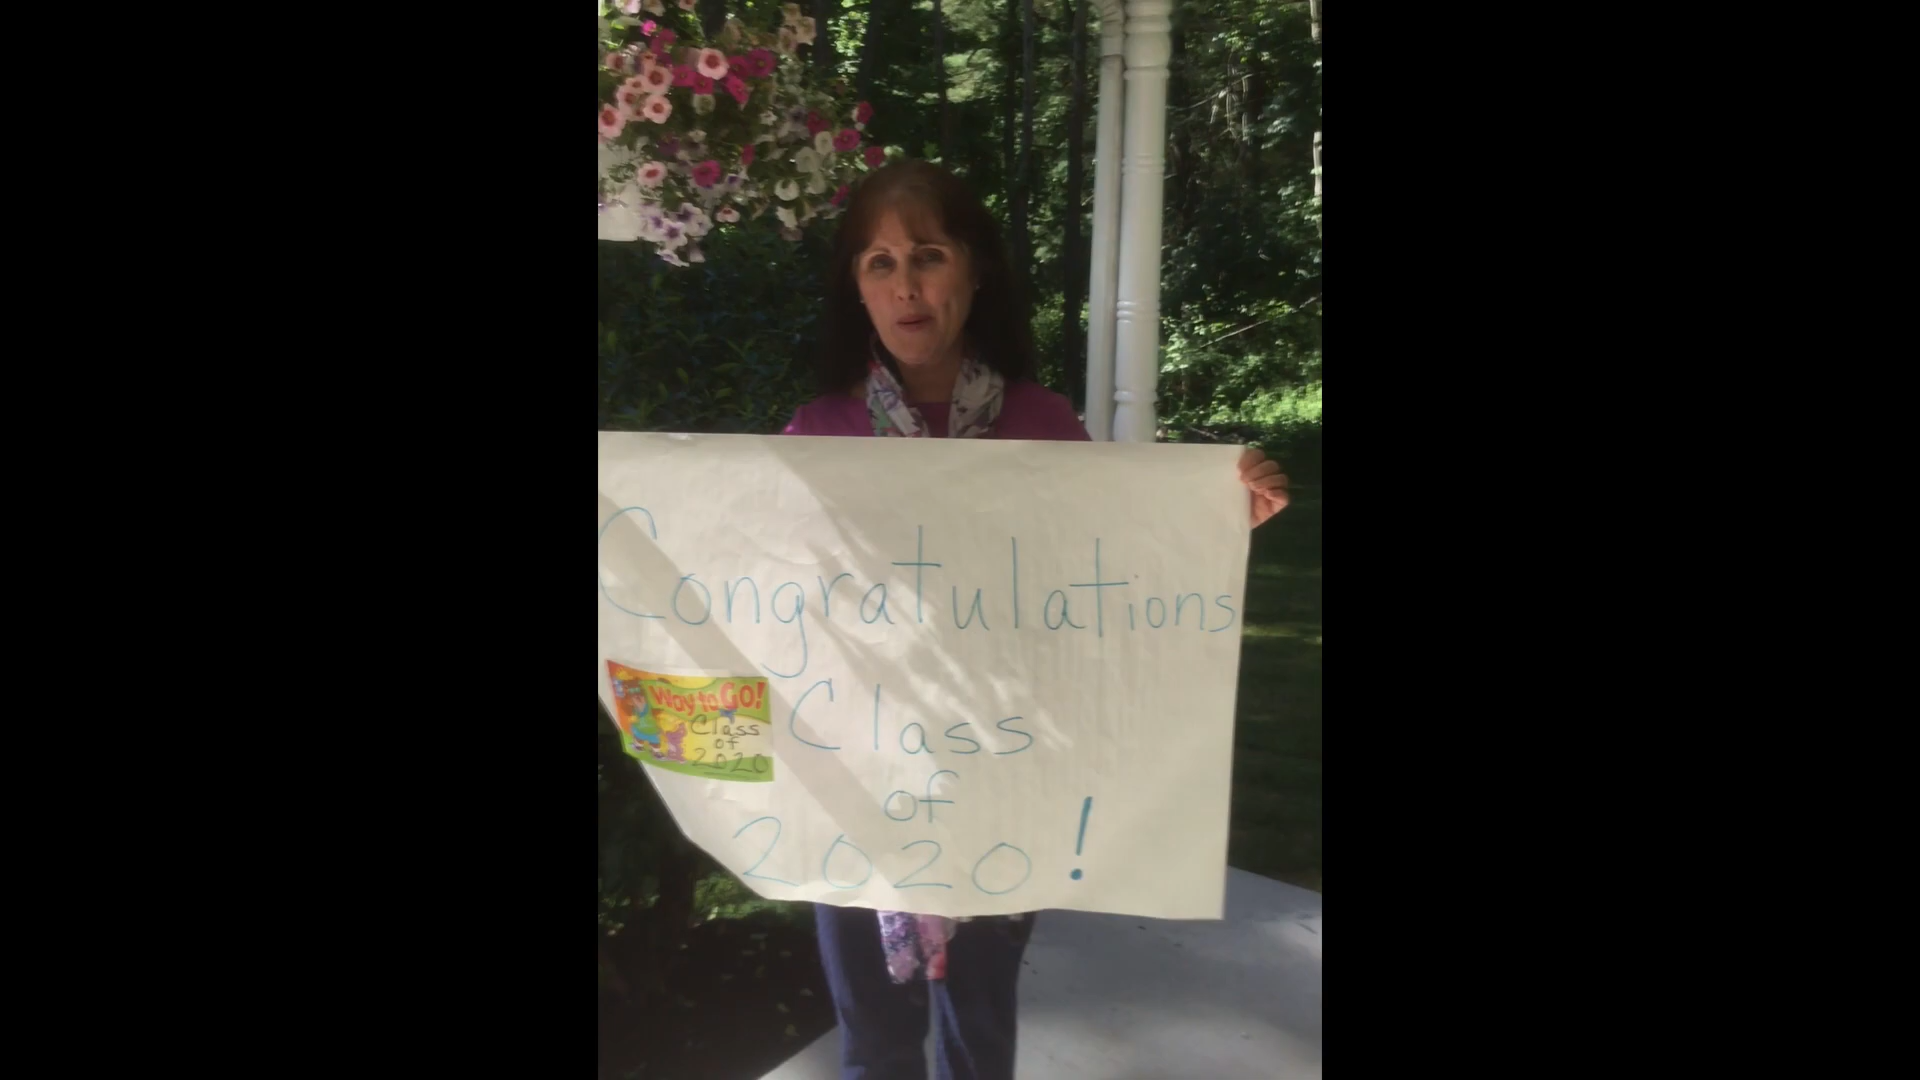 Congratulations
Way to GO!
Class
of
2020
Class
of
2020!